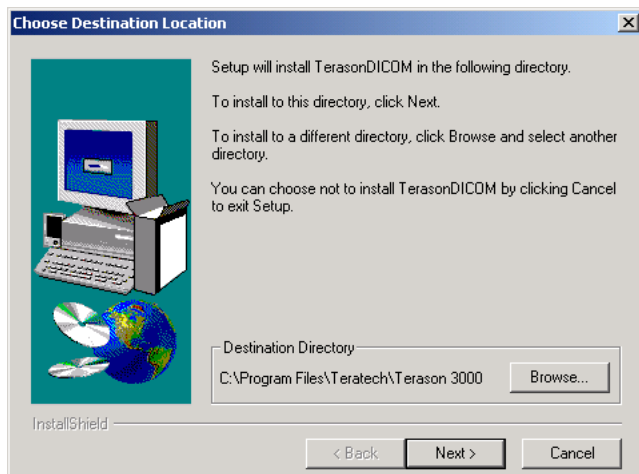 Choose Destination Location
Setup will install TerasonDICOM in the following directory.
To install to this directory, click Next.
To install to a different directory, click Browse and select another
directory.
You can choose not to install TerasonDICOM by clicking Cancel
to exit Setup.
Destination Directory
C:\Program Files\Teratech\Terason 3000
Browse...
InstallShield
< Back
Next >
Cancel